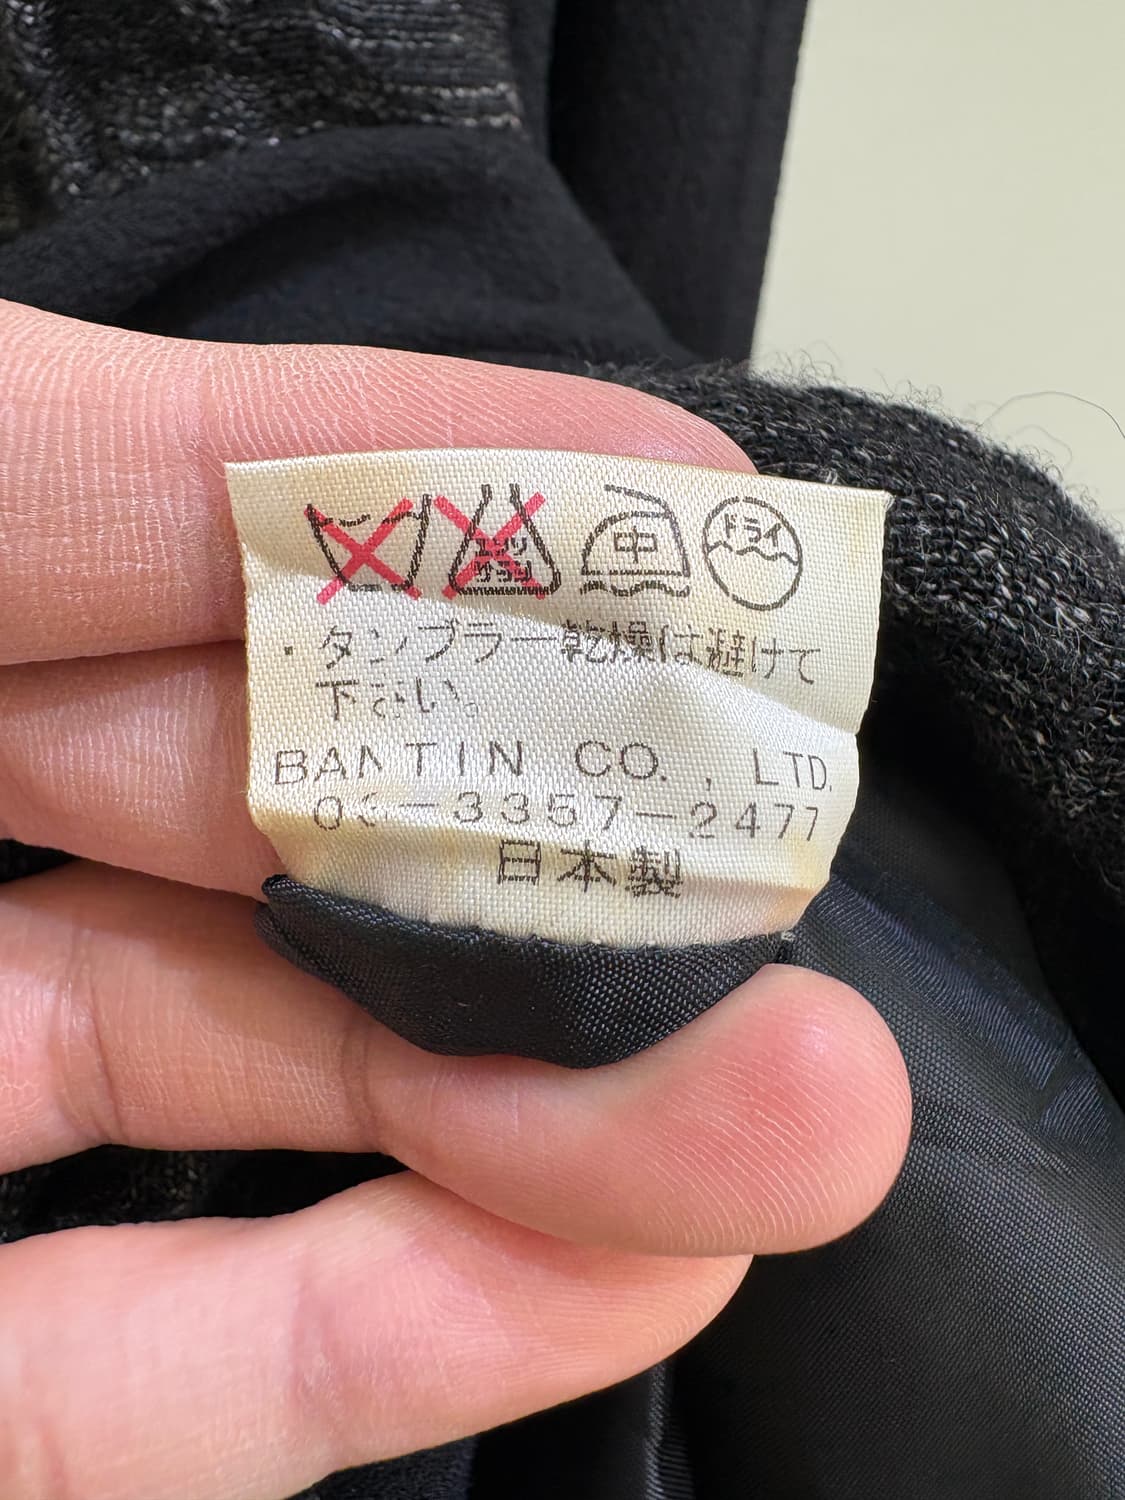 中 ドライ
・タンブラー乾燥は避けて
下さい。
BANTIN CO., LTD.
03-3357-2477
日本製